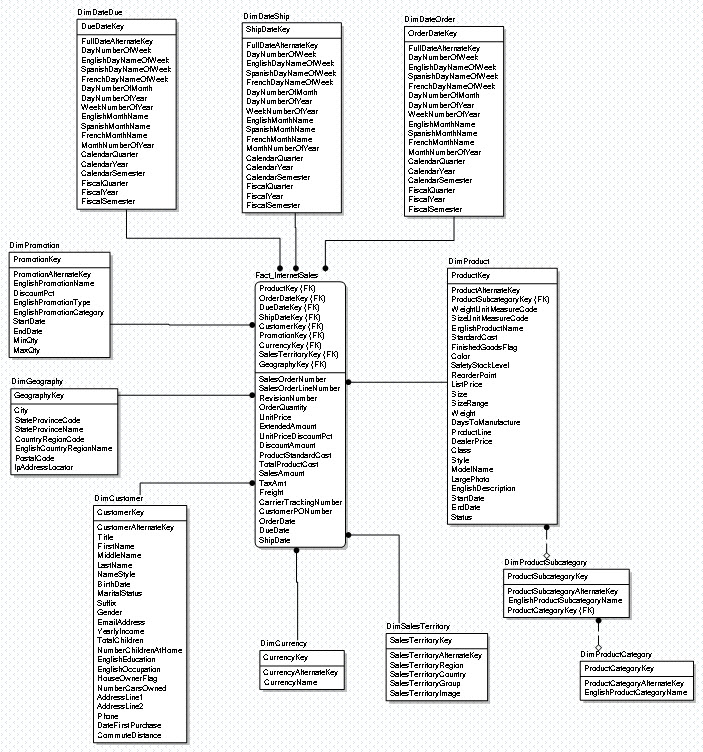 DimDateDue
DueDateKey
FullDateAlternateKey
DayNumberOfWeek
EnglishDayNameOfWeek
SpanishDayNameOfWeek
FrenchDayNameOfWeek
DayNumberOfMonth
DayNumberOfYear
WeekNumberOfYear
EnglishMonthName
SpanishMonthName
FrenchMonthName
MonthNumberOfYear
CalendarQuarter
CalendarYear
CalendarSemester
FiscalQuarter
FiscalYear
FiscalSemester
DimDateShip
ShipDateKey
FullDateAlternateKey
DayNumberOfWeek
EnglishDayNameOfWeek
SpanishDayNameOfWeek
FrenchDayNameOfWeek
DayNumberOfMonth
DayNumberOfYear
WeekNumberOfYear
EnglishMonthName
SpanishMonthName
FrenchMonthName
MonthNumberOfYear
CalendarQuarter
CalendarYear
CalendarSemester
FiscalQuarter
FiscalYear
FiscalSemester
DimDateOrder
OrderDateKey
FullDateAlternateKey
DayNumberOfWeek
EnglishDayNameOfWeek
SpanishDayNameOfWeek
FrenchDayNameOfWeek
DayNumberOfMonth
DayNumberOfYear
WeekNumberOfYear
EnglishMonthName
SpanishMonthName
FrenchMonthName
MonthNumberOfYear
CalendarQuarter
CalendarYear
CalendarSemester
FiscalQuarter
FiscalYear
FiscalSemester
DimPromotion
PromotionKey
PromotionAlternateKey
EnglishPromotionName
DiscountPct
EnglishPromotionType
EnglishPromotionCategory
StartDate
EndDate
MinQty
MaxQty
Fact_InternetSales
ProductKey (FK)
OrderDateKey (FK)
DueDateKey (FK)
ShipDateKey (FK)
CustomerKey (FK)
PromotionKey (FK)
CurrencyKey (FK)
SalesTerritoryKey (FK)
GeographyKey (FK)
SalesOrderNumber
SalesOrderLineNumber
RevisionNumber
OrderQuantity
UnitPrice
ExtendedAmount
UnitPriceDiscountPct
DiscountAmount
ProductStandardCost
TotalProductCost
SalesAmount
TaxAmt
Freight
CarrierTrackingNumber
CustomerPONumber
OrderDate
DueDate
ShipDate
DimProduct
ProductKey
ProductAlternateKey
ProductSubcategoryKey (FK)
WeightUnitMeasureCode
SizeUnitMeasureCode
EnglishProductName
StandardCost
FinishedGoodsFlag
Color
SafetyStockLevel
ReorderPoint
ListPrice
Size
SizeRange
Weight
DaysToManufacture
ProductLine
DealerPrice
Class
Style
ModelName
LargePhoto
EnglishDescription
StartDate
EndDate
Status
DimGeography
GeographyKey
City
StateProvinceCode
StateProvinceName
CountryRegionCode
EnglishCountryRegionName
PostalCode
IpAddressLocator
DimCustomer
CustomerKey
CustomerAlternateKey
Title
FirstName
MiddleName
LastName
NameStyle
BirthDate
MaritalStatus
Suffix
Gender
EmailAddress
YearlyIncome
TotalChildren
NumberChildrenAtHome
EnglishEducation
EnglishOccupation
HouseOwnerFlag
NumberCarsOwned
AddressLine1
AddressLine2
Phone
DateFirstPurchase
CommuteDistance
DimCurrency
CurrencyKey
CurrencyAlternateKey
CurrencyName
DimSalesTerritory
SalesTerritoryKey
SalesTerritoryAlternateKey
SalesTerritoryRegion
SalesTerritoryCountry
SalesTerritoryGroup
SalesTerritoryImage
DimProductSubcategory
ProductSubcategoryKey
ProductSubcategoryAlternateKey
EnglishProductSubcategoryName
ProductCategoryKey (FK)
DimProductCategory
ProductCategoryKey
ProductCategoryAlternateKey
EnglishProductCategoryName